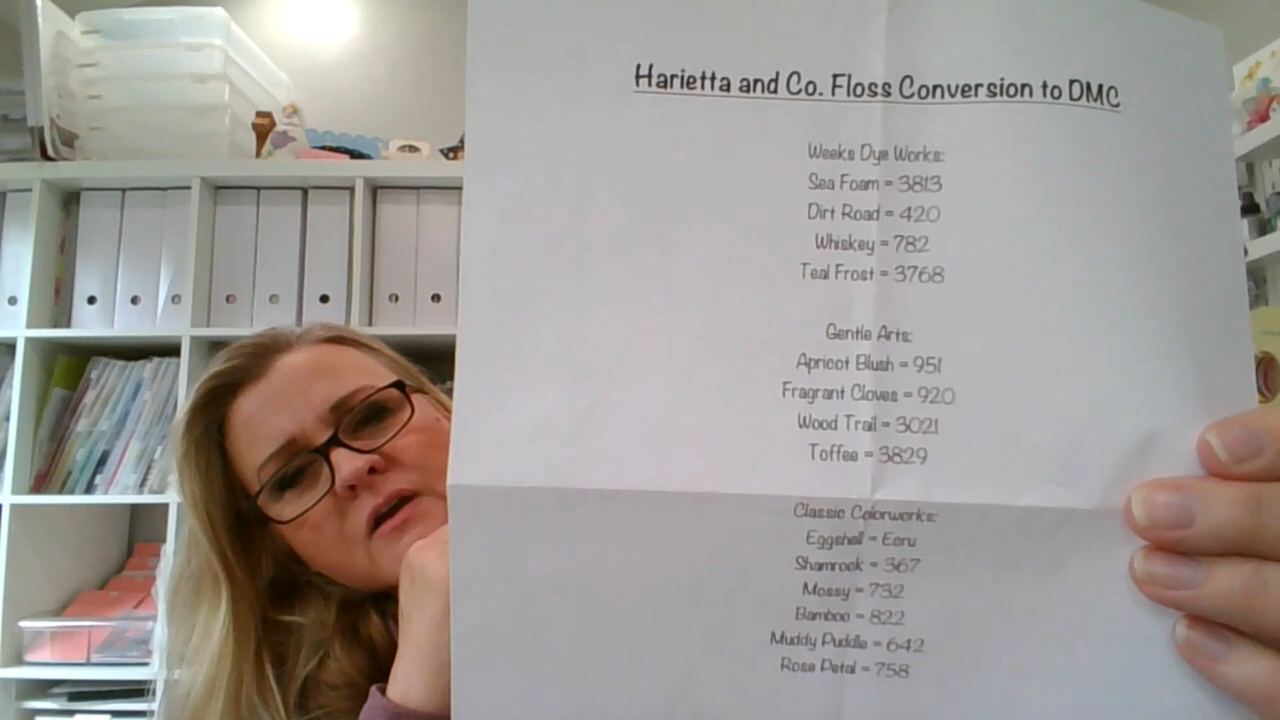 Harietta and Co. Floss Conversion to DMC
Weeks Dye Works:
Sea Foam = 3813
Dirt Road = 420
Whiskey = 782
Teal Frost = 3768
Gentle Arts:
Apricot Blush = 951
Fragrant Cloves = 920
Wood Trail = 3021
Toffee = 3829
Classic Colorworks:
Eggshell = Ecru
Shamrock = 367
Mossy = 732
Bamboo = 822
Muddy Puddle = 642
Rose Petal = 758